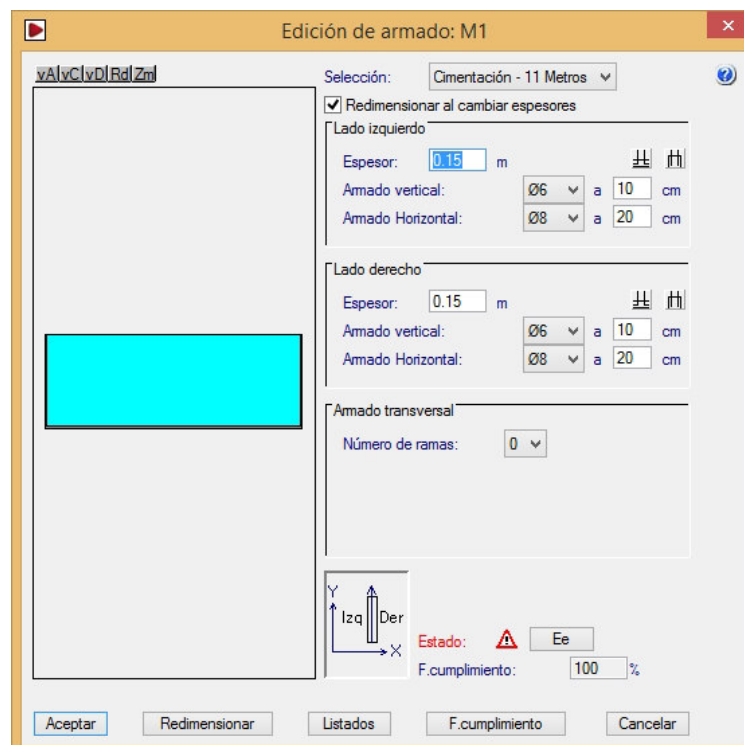 Edición de armado: M1
vA vC vD Rd Zm
Selección: Cimentación - 11 Metros
Redimensionar al cambiar espesores
Lado izquierdo
Espesor: 0.15 m
Armado vertical: Ø6 a 10 cm
Armado Horizontal: Ø8 a 20 cm
Lado derecho
Espesor: 0.15 m
Armado vertical: Ø6 a 10 cm
Armado Horizontal: Ø8 a 20 cm
Armado transversal
Número de ramas: 0
Y
Izq Der
X
Estado: Ee
F.cumplimiento: 100 %
Aceptar Redimensionar Listados F.cumplimiento Cancelar